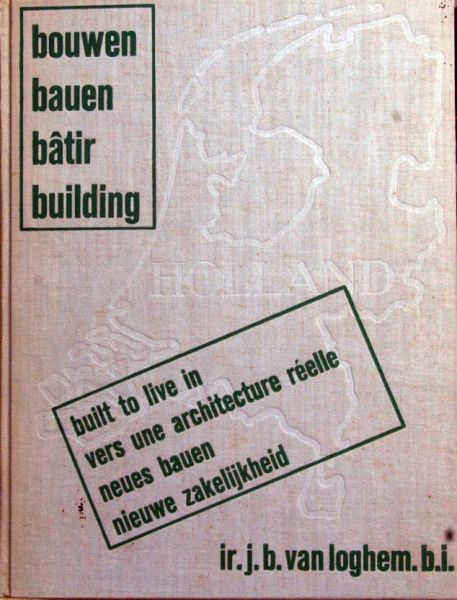 bouwen
bauen
bâtir
building
HOLLAND
built to live in
vers une architecture réelle
neues bauen
nieuwe zakelijkheid
ir. j. b. van loghem. b.i.